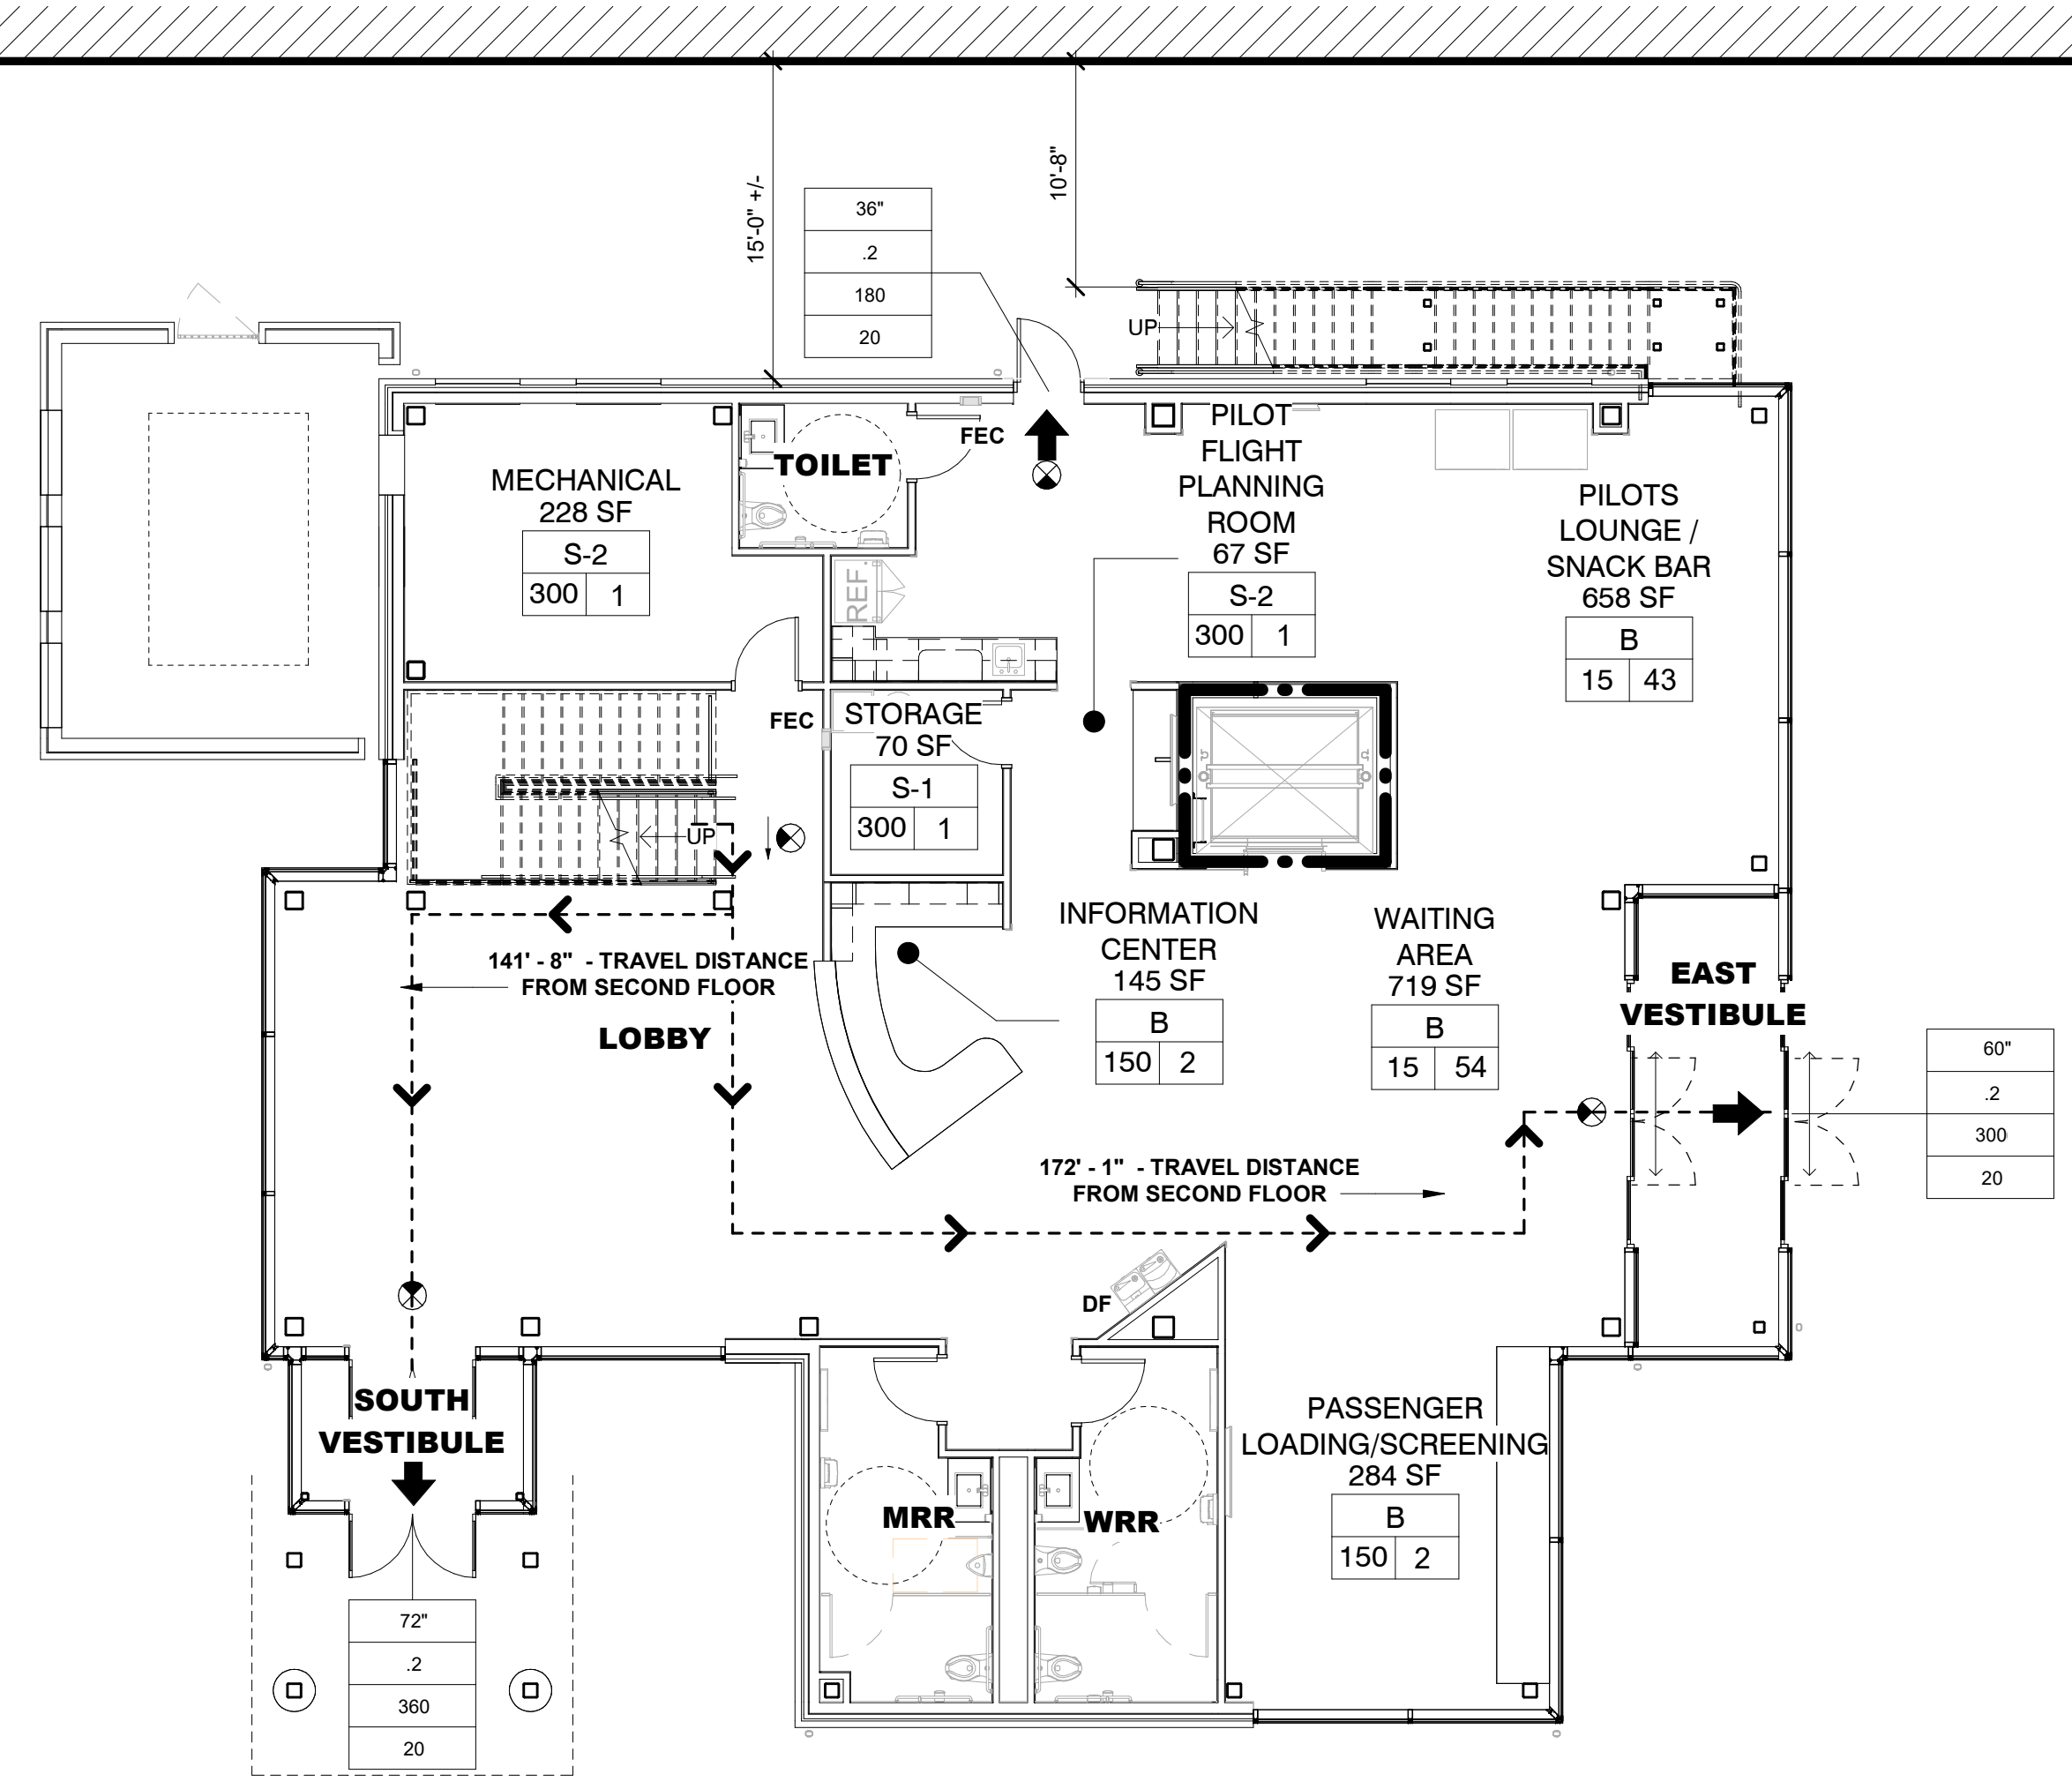 15'-0" +/-
10'-8"
36"
.2
180
20
UP
FEC
TOILET
MECHANICAL
228 SF
S-2
300 1
REF.
PILOT
FLIGHT
PLANNING
ROOM
67 SF
S-2
300 1
PILOTS
LOUNGE /
SNACK BAR
658 SF
B
15 43
FEC
STORAGE
70 SF
S-1
300 1
UP
141' - 8" - TRAVEL DISTANCE
FROM SECOND FLOOR
LOBBY
INFORMATION
CENTER
145 SF
B
150 2
WAITING
AREA
719 SF
B
15 54
EAST
VESTIBULE
60"
.2
300
20
172' - 1" - TRAVEL DISTANCE
FROM SECOND FLOOR
DF
SOUTH
VESTIBULE
MRR
WRR
PASSENGER
LOADING/SCREENING
284 SF
B
150 2
72"
.2
360
20